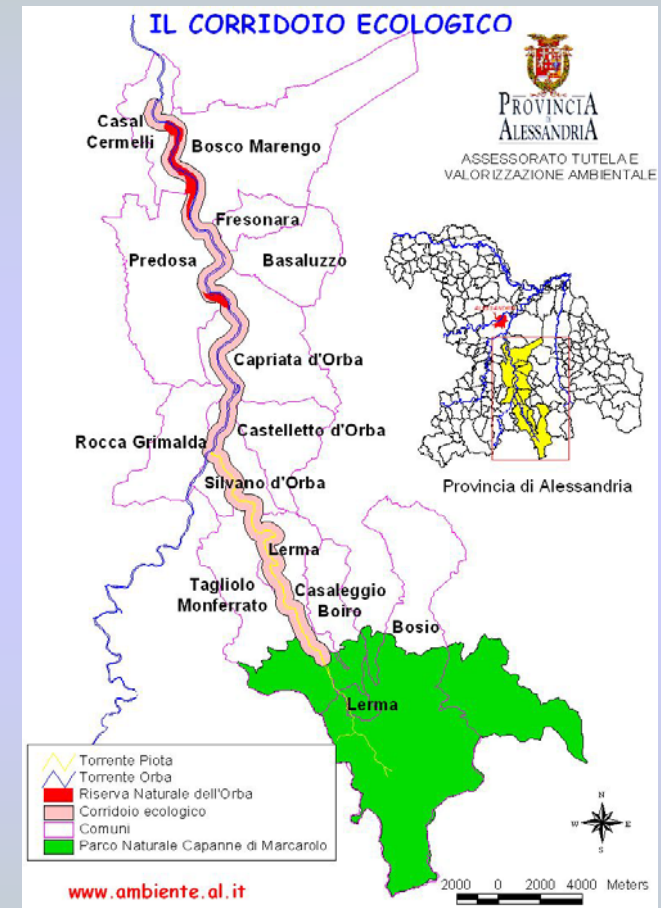 IL CORRIDOIO ECOLOGICO
PROVINCIA
DI
ALESSANDRIA
ASSESSORATO TUTELA E
VALORIZZAZIONE AMBIENTALE
Casal
Cermelli
Bosco Marengo
Fresonara
Predosa
Basaluzzo
Capriata d'Orba
Rocca Grimalda
Castelletto d'Orba
Silvano d'Orba
Lerma
Tagliolo
Monferrato
Casaleggio
Boiro
Bosio
Lerma
ALESSANDRIA
Provincia di Alessandria
Torrente Piota
Torrente Orba
Riserva Naturale dell'Orba
Corridoio ecologico
Comuni
Parco Naturale Capanne di Marcarolo
N
W E
S
www.ambiente.al.it
2000 0 2000 4000 Meters